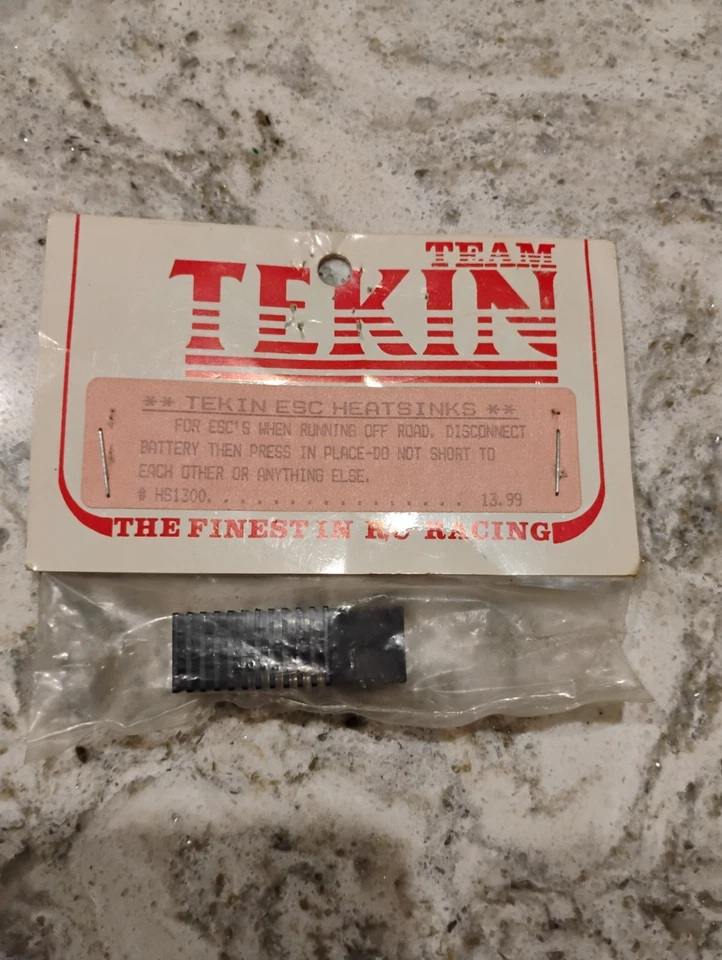 TEAM
TEKIN
** TEKIN ESC HEATSINKS **
FOR ESC'S WHEN RUNNING OFF ROAD. DISCONNECT
BATTERY THEN PRESS IN PLACE-DO NOT SHORT TO
EACH OTHER OR ANYTHING ELSE.
# HS1300. . . . . . . . . . . . . . . . . . 13.99
THE FINEST IN R/C RACING